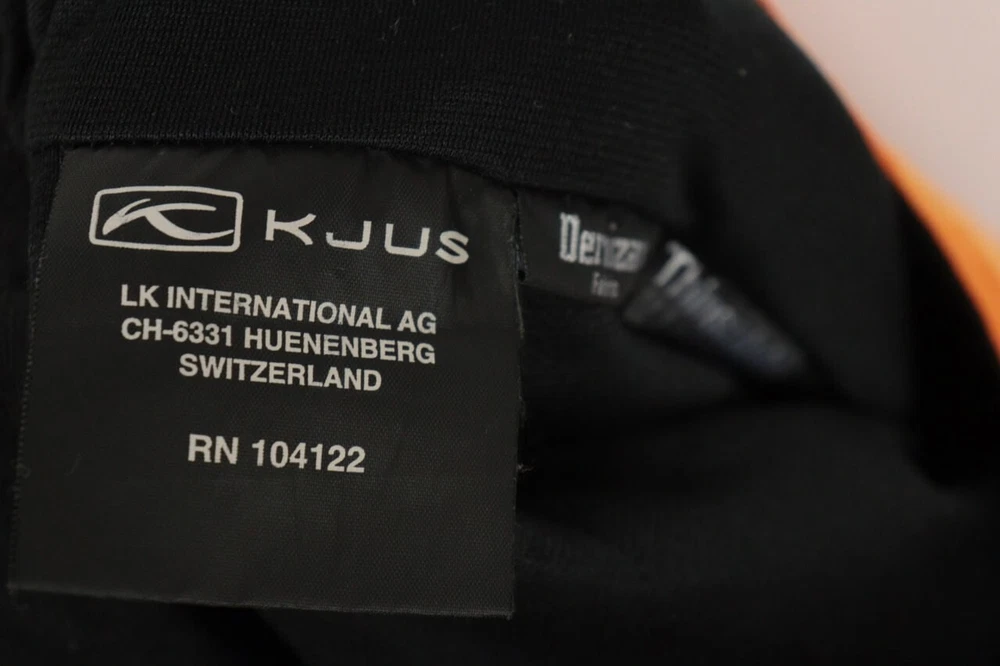 KJUS
LK INTERNATIONAL AG
CH-6331 HUENENBERG
SWITZERLAND
RN 104122